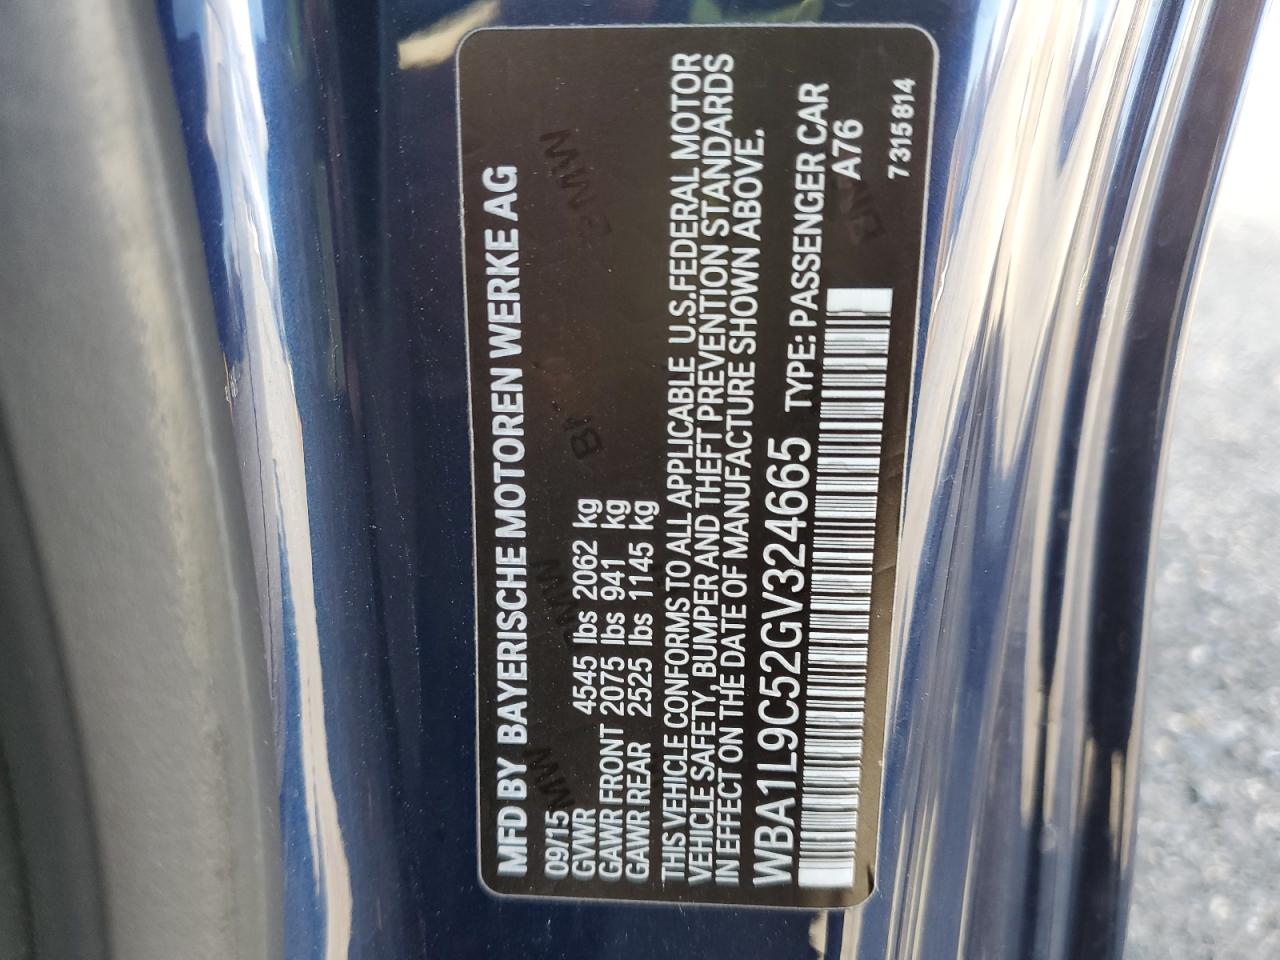 MFD BY BAYERISCHE MOTOREN WERKE AG
09/15
GVWR 4545 lbs 2062 kg
GAWR FRONT 2075 lbs 941 kg
GAWR REAR 2525 lbs 1145 kg
THIS VEHICLE CONFORMS TO ALL APPLICABLE U.S.FEDERAL MOTOR
VEHICLE SAFETY, BUMPER AND THEFT PREVENTION STANDARDS
IN EFFECT ON THE DATE OF MANUFACTURE SHOWN ABOVE.
WBA1L9C52GV324665 TYPE: PASSENGER CAR
A76
7315814